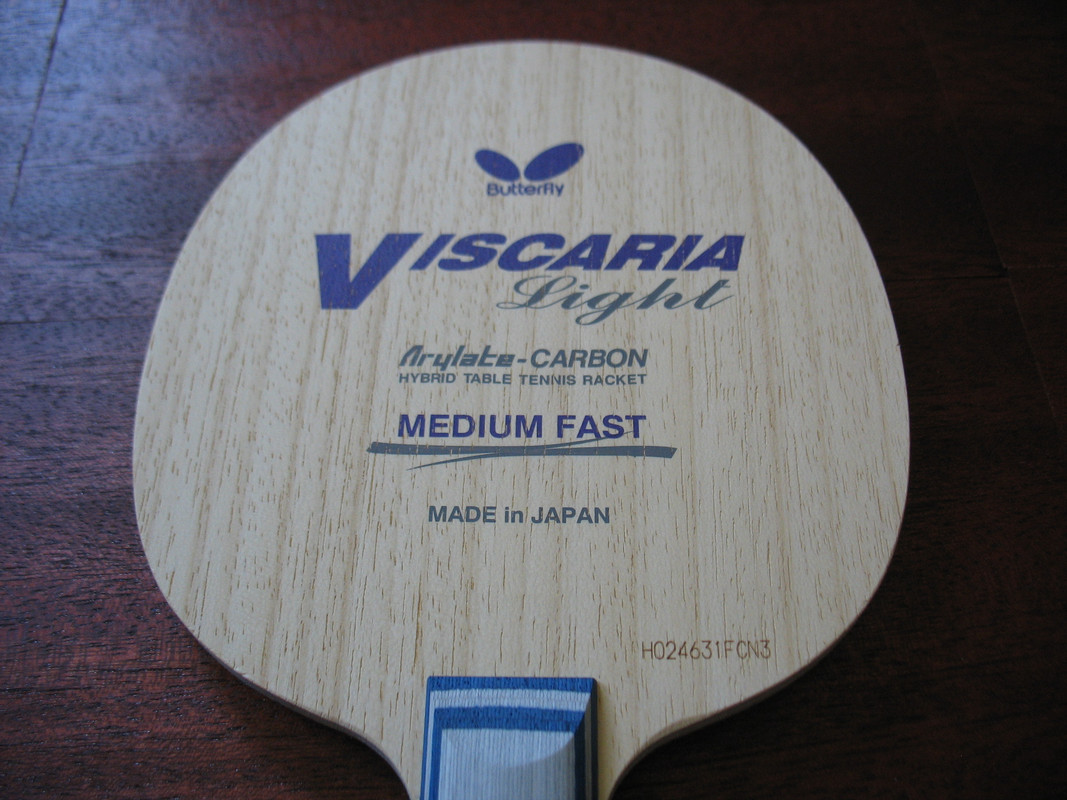 Butterfly
VISCARIA
Light
Arylate-CARBON
HYBRID TABLE TENNIS RACKET
MEDIUM FAST
MADE in JAPAN
H024631FCN3